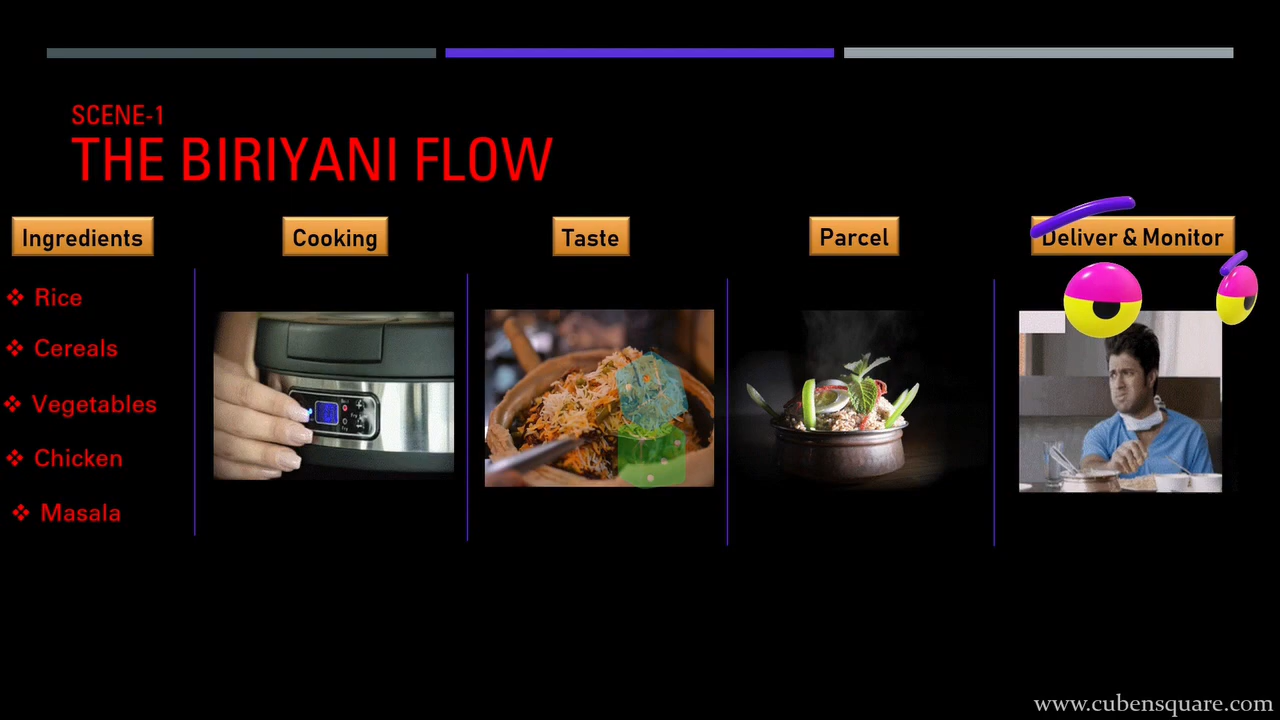 SCENE-1
THE BIRIYANI FLOW
Ingredients
Cooking
Taste
Parcel
Deliver & Monitor
Rice
Cereals
Vegetables
Chicken
Masala
www.cubensquare.com